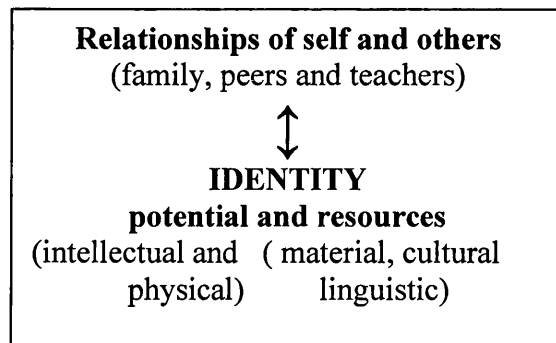 Relationships of self and others
(family, peers and teachers)
IDENTITY
potential and resources
(intellectual and ( material, cultural
physical) linguistic)